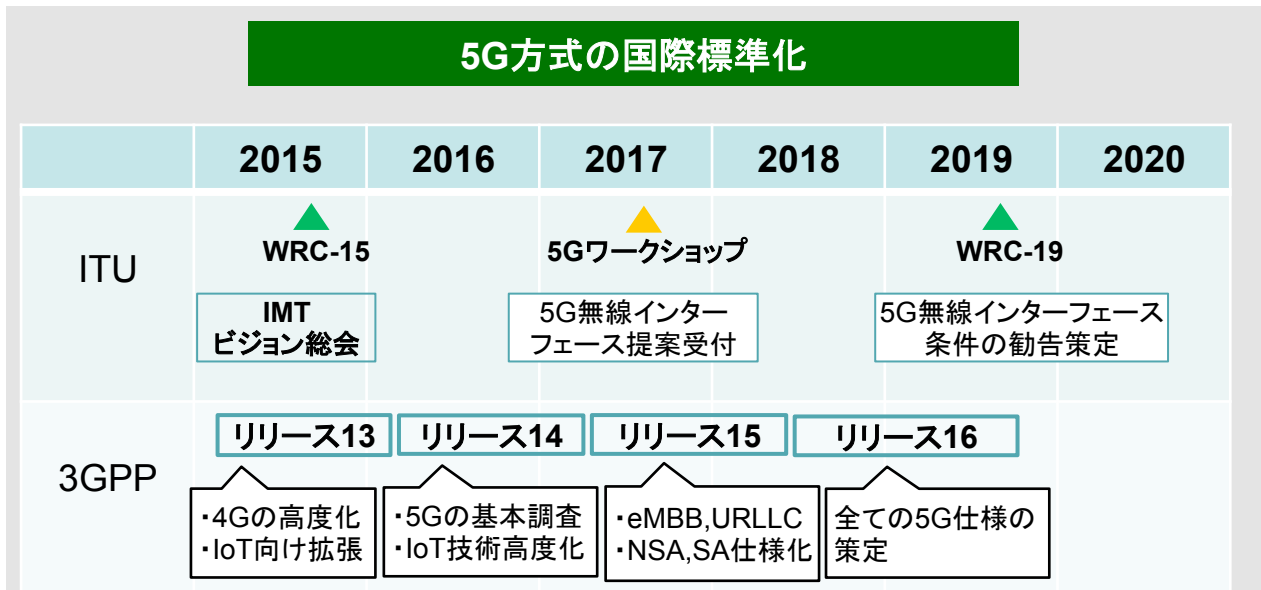 5G方式の国際標準化
2015 2016 2017 2018 2019 2020
ITU
WRC-15
5Gワークショップ
WRC-19
IMT
ビジョン総会
5G無線インター
フェース提案受付
5G無線インターフェース
条件の勧告策定
3GPP
リリース13
リリース14
リリース15
リリース16
・4Gの高度化
・IoT向け拡張
・5Gの基本調査
・IoT技術高度化
・eMBB,URLLC
・NSA,SA仕様化
全ての5G仕様の
策定